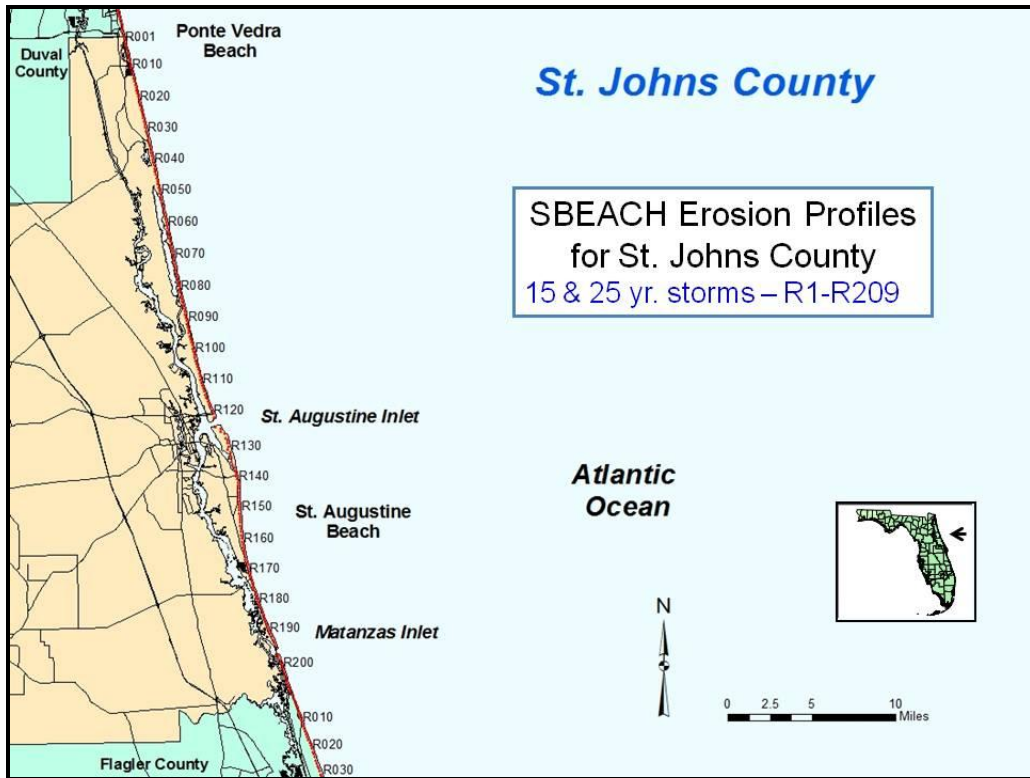 Ponte Vedra
Beach
Duval
County
St. Johns County
R001
R010
R020
R030
R040
R050
R060
R070
R080
R090
R100
R110
R120
R130
R140
R150
R160
R170
R180
R190
R200
R010
R020
R030
SBEACH Erosion Profiles
for St. Johns County
15 & 25 yr. storms – R1-R209
St. Augustine Inlet
Atlantic
Ocean
St. Augustine
Beach
Matanzas Inlet
N
0 2.5 5 10
Miles
Flagler County